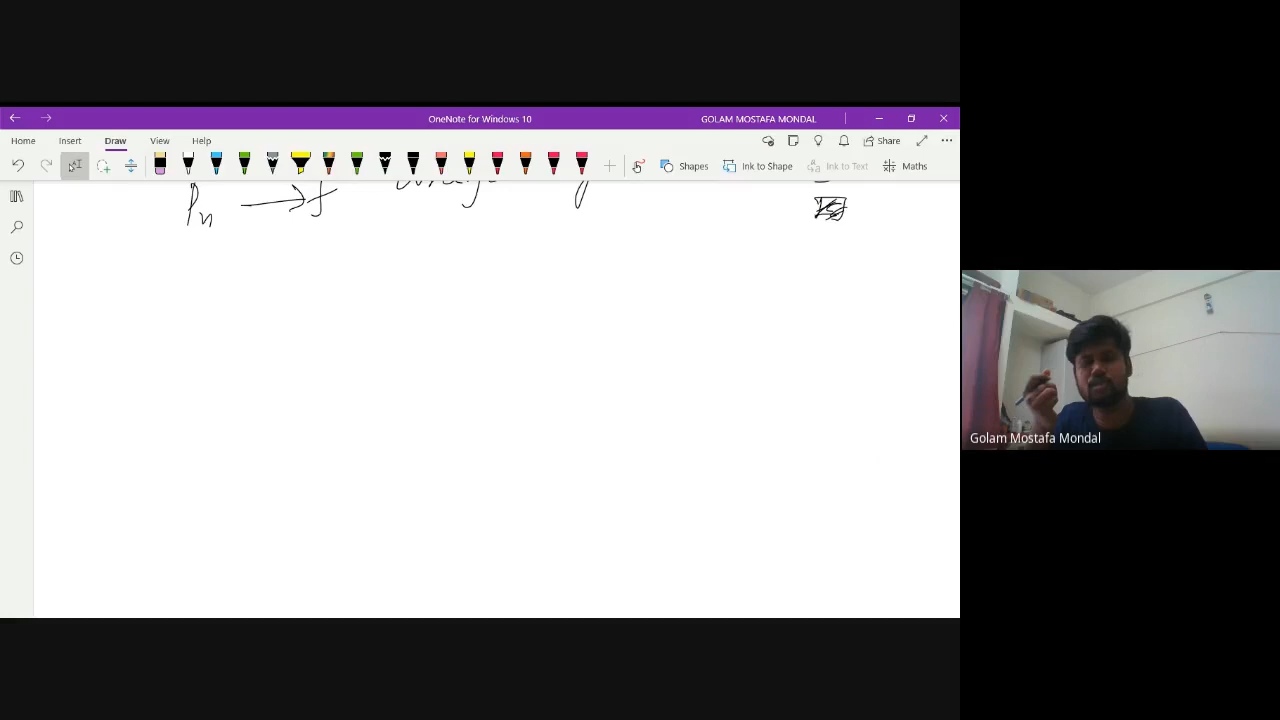 OneNote for Windows 10
GOLAM MOSTAFA MONDAL
Home Insert Draw View Help
Share
Shapes Ink to Shape Ink to Text Maths
Pn → f
Golam Mostafa Mondal